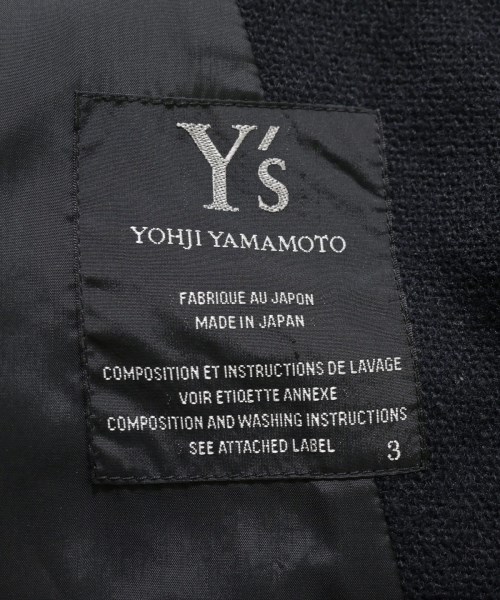 Y's
YOHJI YAMAMOTO
FABRIQUE AU JAPON
MADE IN JAPAN
COMPOSITION ET INSTRUCTIONS DE LAVAGE
VOIR ETIQETTE ANNEXE
COMPOSITION AND WASHING INSTRUCTIONS
SEE ATTACHED LABEL 3